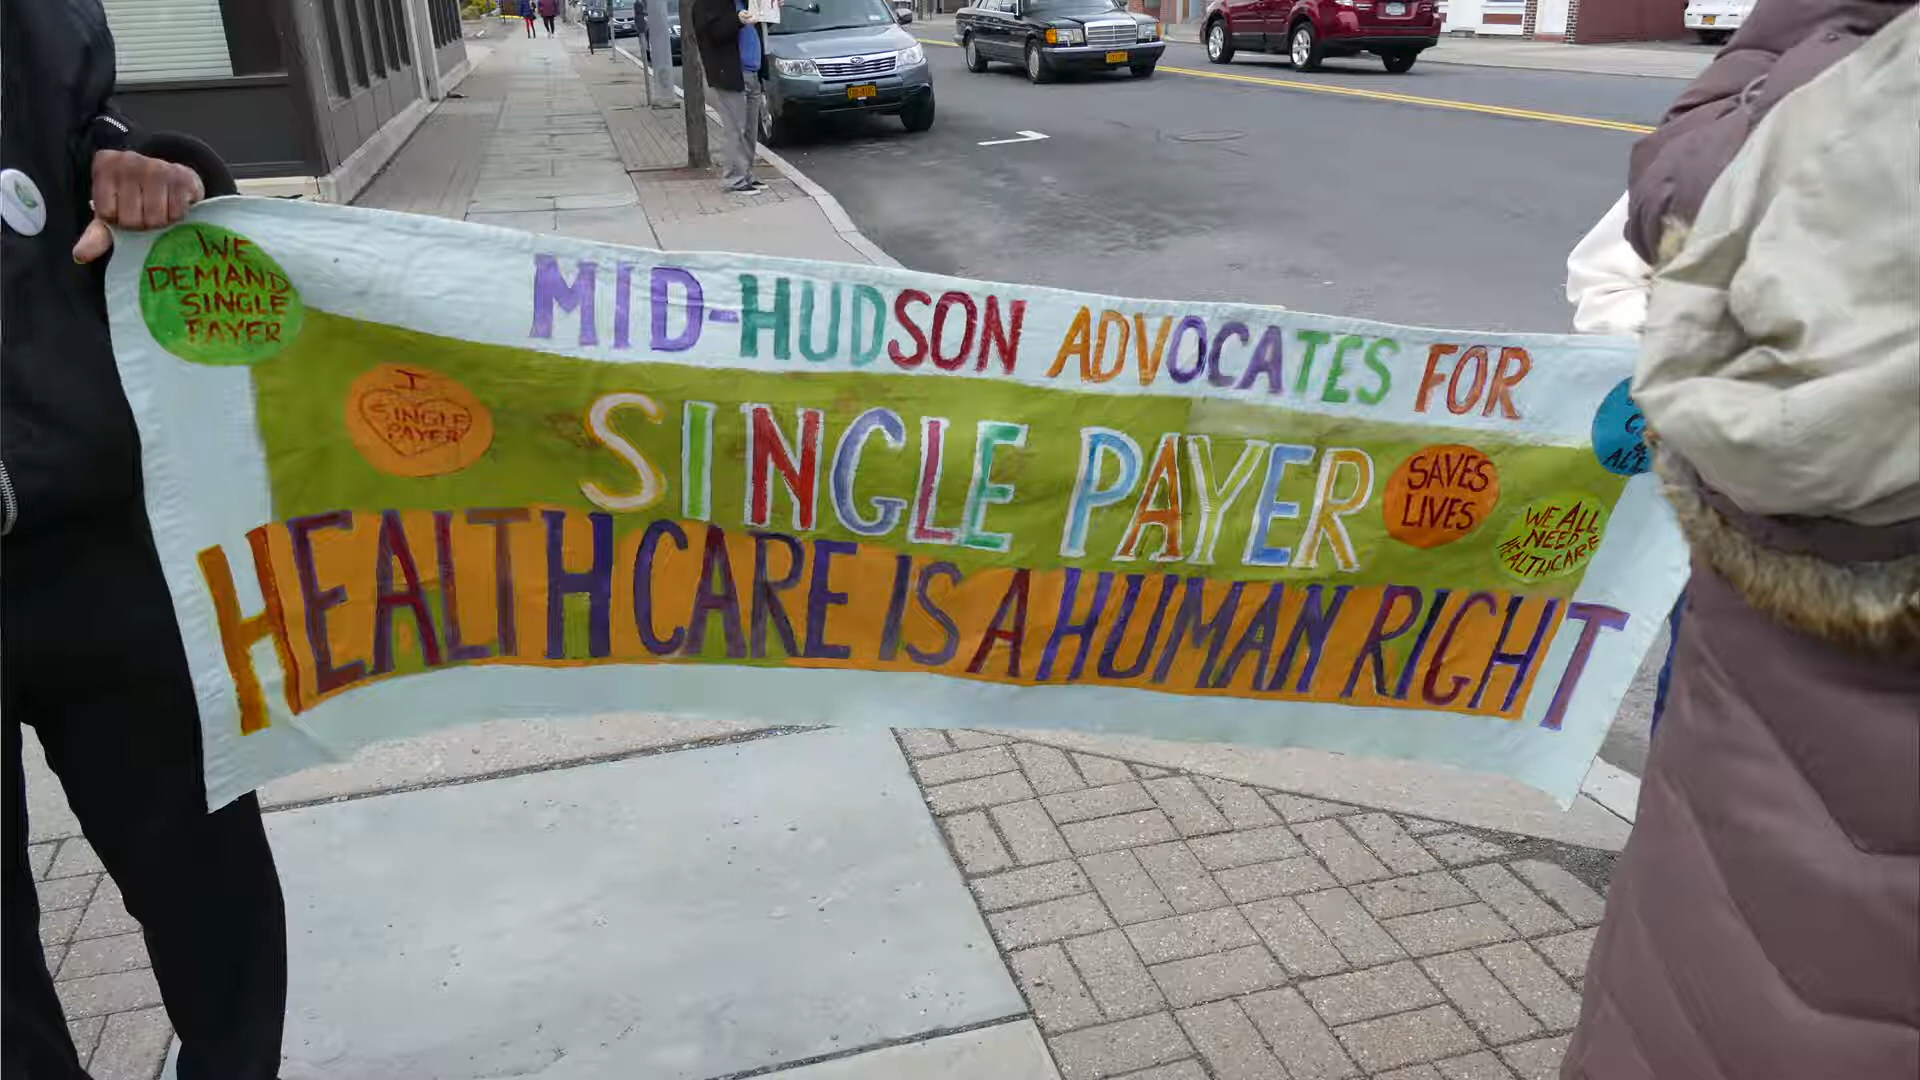 WE
DEMAND
SINGLE
PAYER
MID-HUDSON ADVOCATES FOR
I
SINGLE
PAYER
SINGLE PAYER
SAVES
LIVES
WE ALL
NEED
HEALTHCARE IS A HUMAN RIGHT